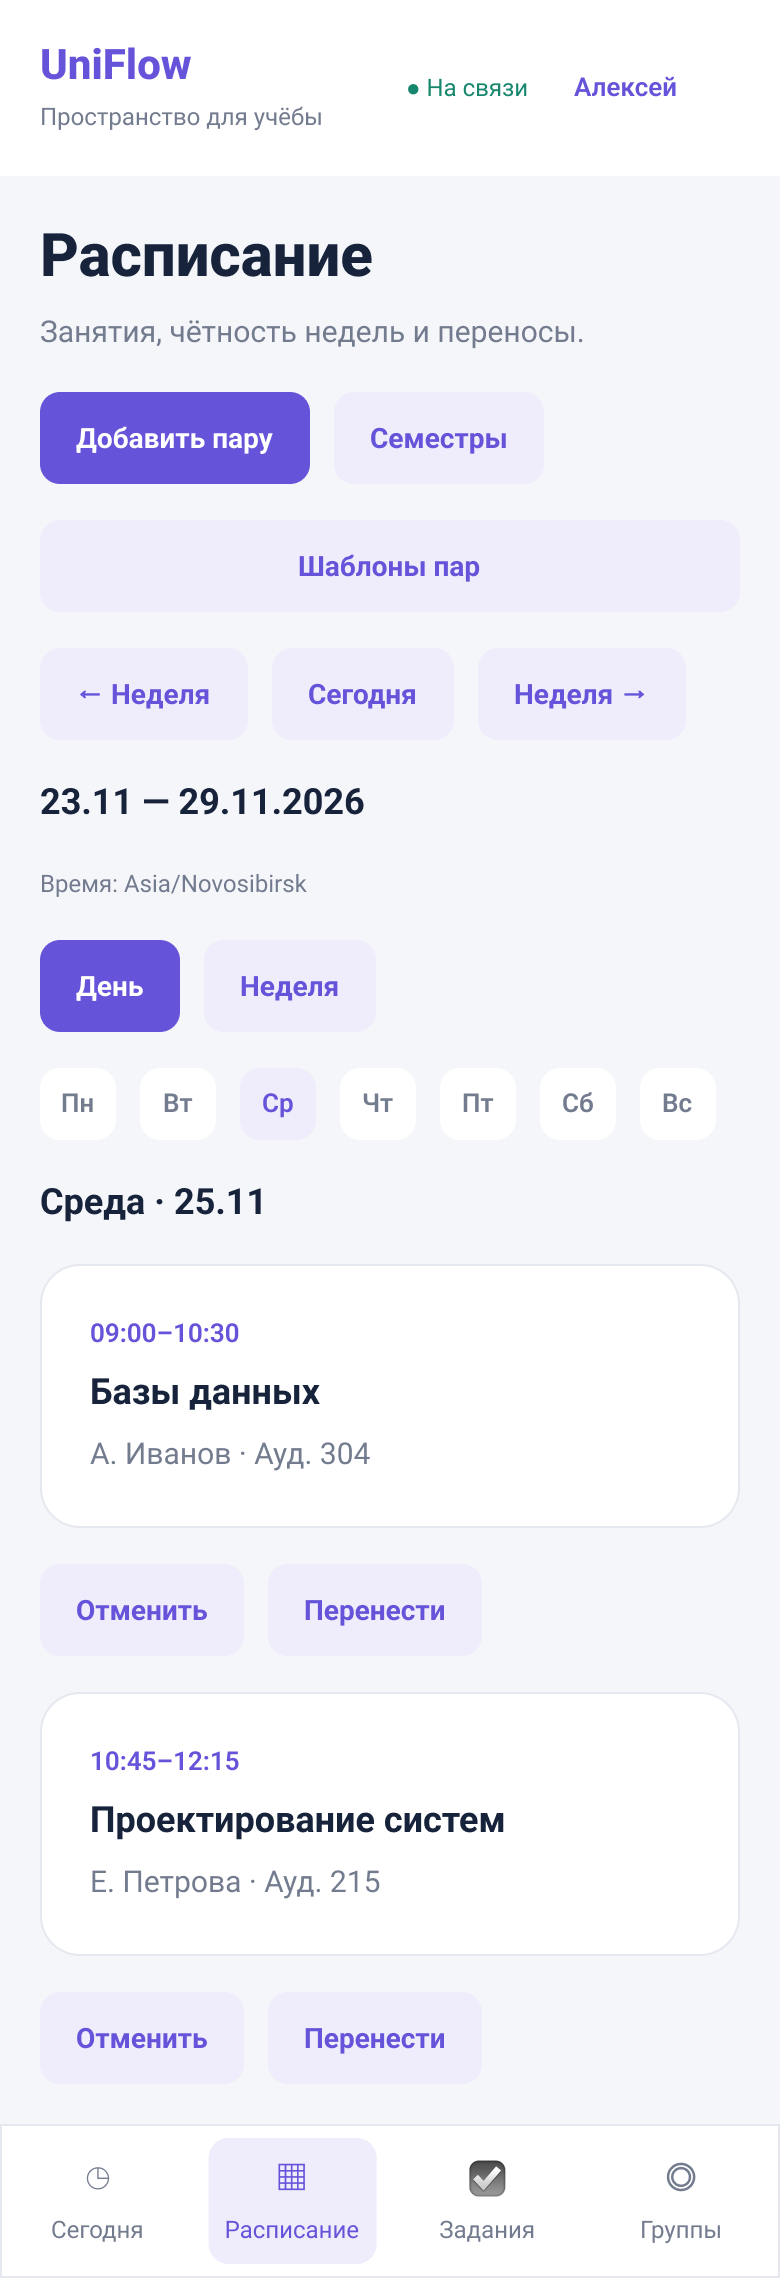 UniFlow
Пространство для учёбы
● На связи
Алексей
Расписание
Занятия, чётность недель и переносы.
Добавить пару
Семестры
Шаблоны пар
← Неделя
Сегодня
Неделя →
23.11 — 29.11.2026
Время: Asia/Novosibirsk
День
Неделя
Пн
Вт
Ср
Чт
Пт
Сб
Вс
Среда · 25.11
09:00–10:30
Базы данных
А. Иванов · Ауд. 304
Отменить
Перенести
10:45–12:15
Проектирование систем
Е. Петрова · Ауд. 215
Отменить
Перенести
Сегодня
Расписание
Задания
Группы